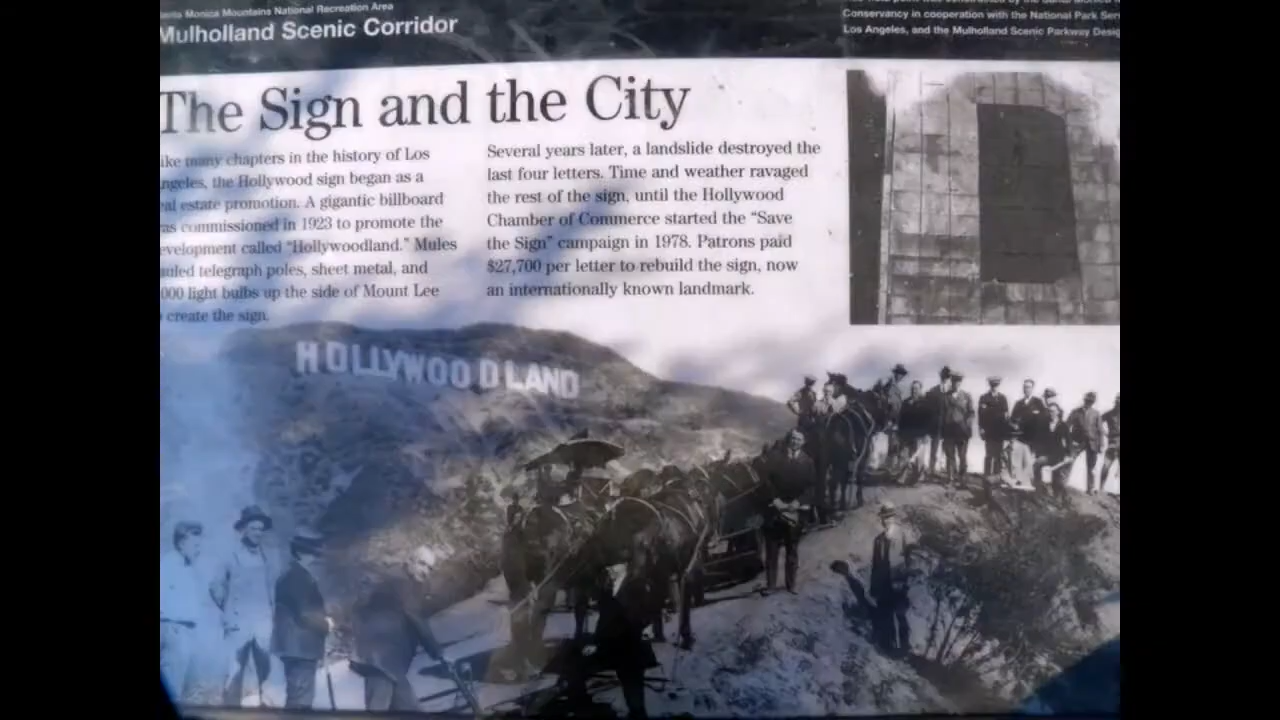 Monica Mountains National Recreation Area
Mulholland Scenic Corridor
Conservancy in cooperation with the National Park
Los Angeles, and the Mulholland Scenic Parkway
The Sign and the City
many chapters in the history of Los
the Hollywood sign began as a
estate promotion. A gigantic billboard
commissioned in 1923 to promote the
called “Hollywoodland.” Mules
telegraph poles, sheet metal, and
light bulbs up the side of Mount Lee
create the sign.
Several years later, a landslide destroyed the
last four letters. Time and weather ravaged
the rest of the sign, until the Hollywood
Chamber of Commerce started the “Save
the Sign” campaign in 1978. Patrons paid
$27,700 per letter to rebuild the sign, now
an internationally known landmark.
HOLLYWOODLAND